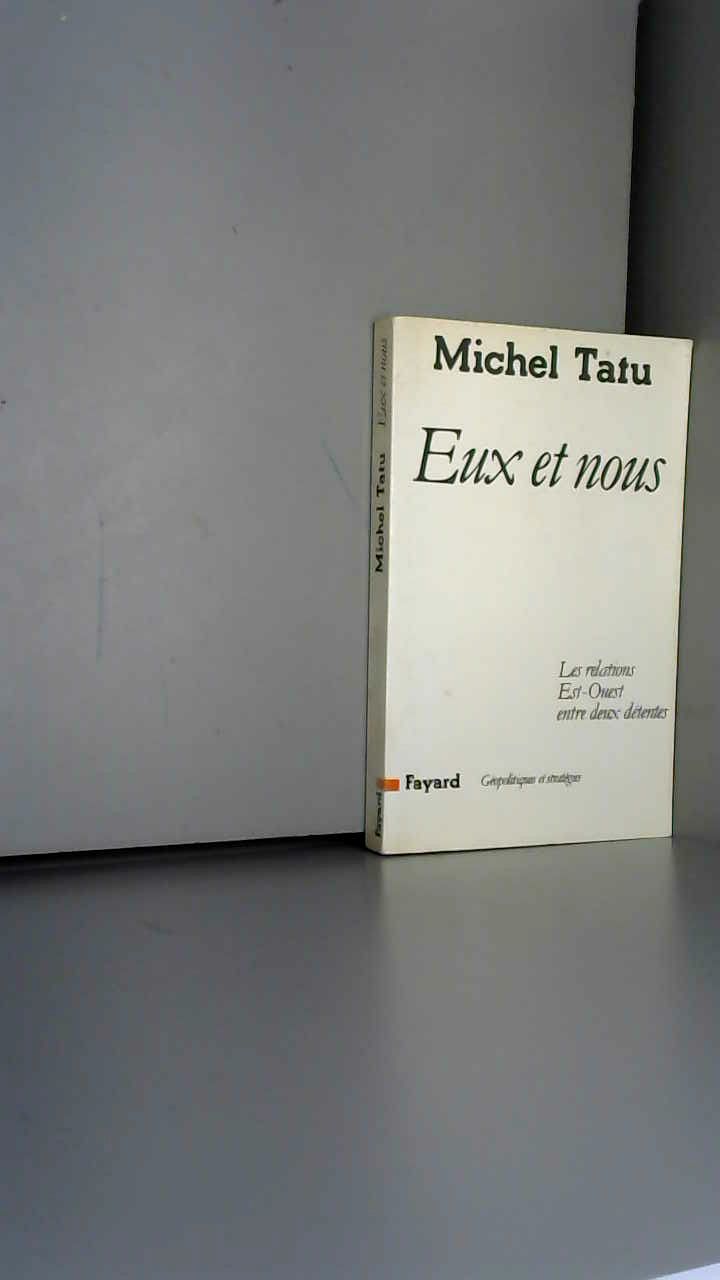 Michel Tatu
Eux et nous
Les relations
Est-Ouest
entre deux détentes
Fayard
Géopolitiques et stratégies
Eux et nous
Michel Tatu
Fayard